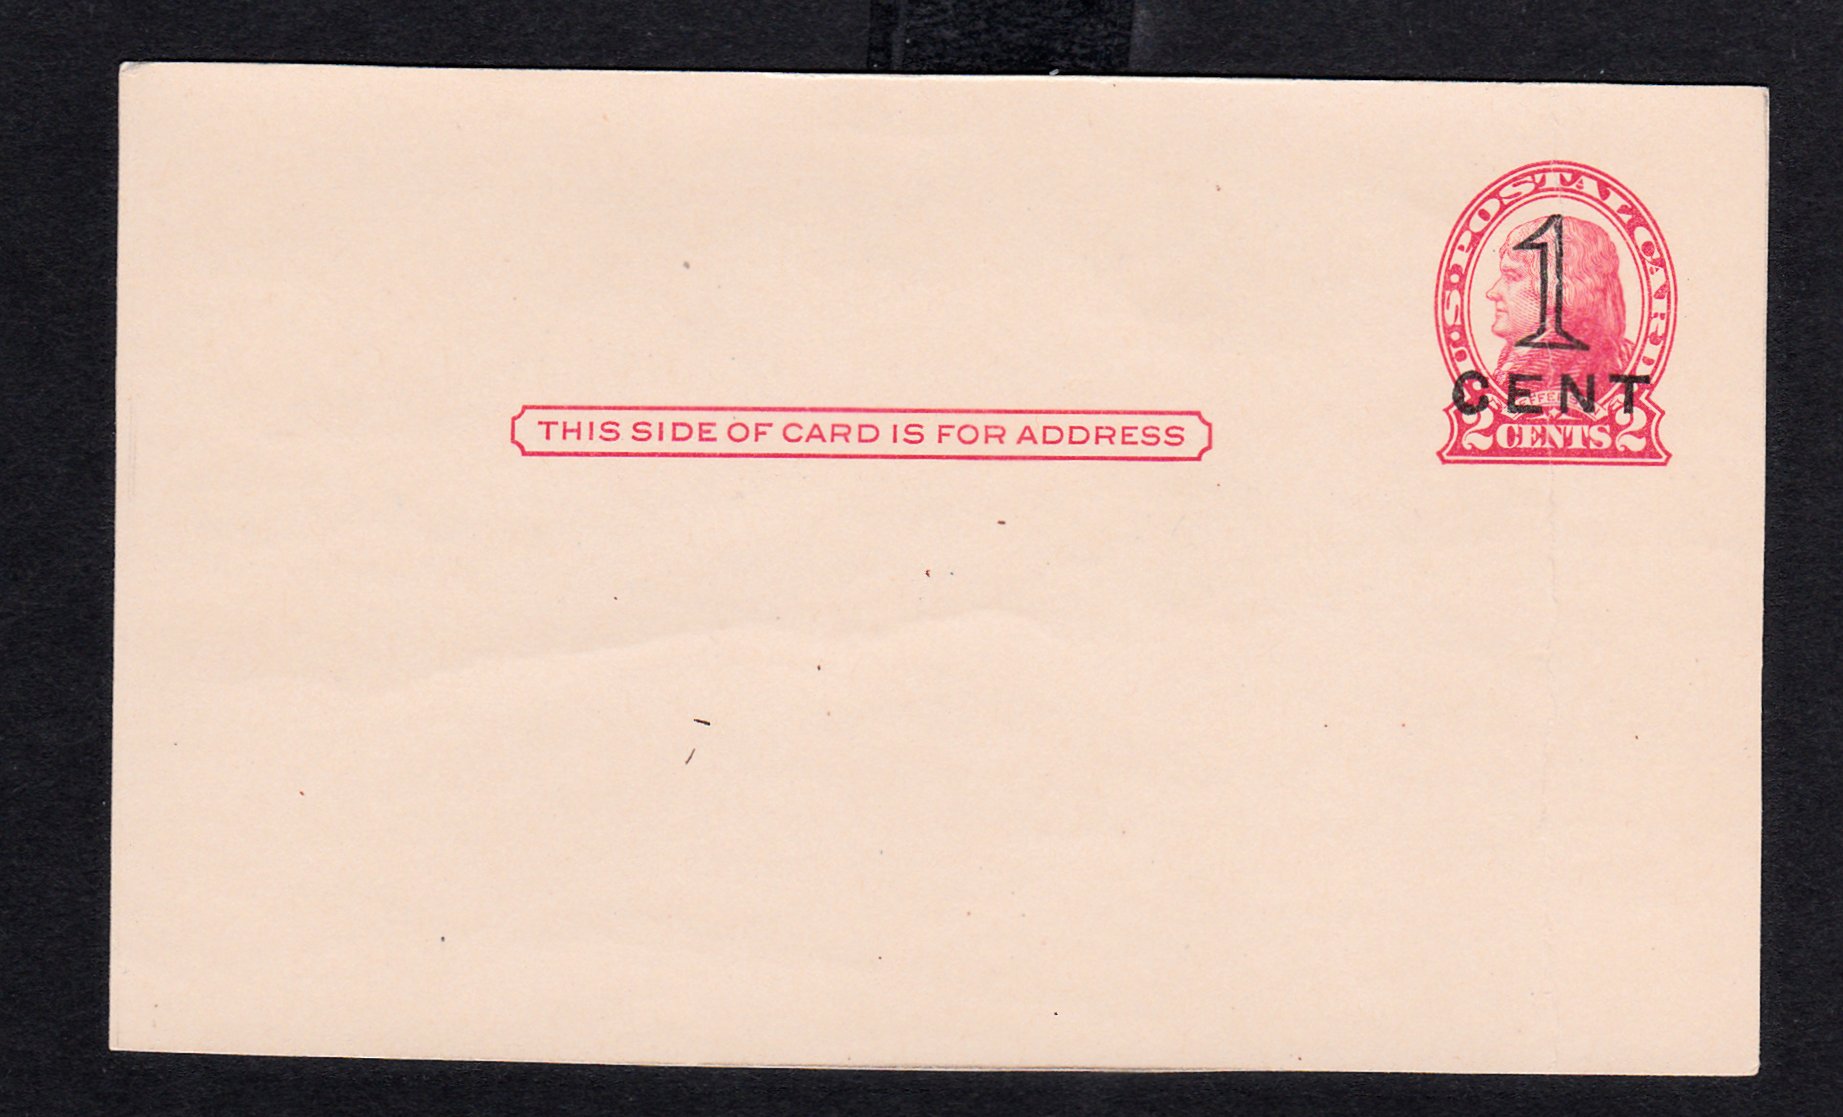 U.S. POSTAL CARD
1
CENT
2 CENTS 2
THIS SIDE OF CARD IS FOR ADDRESS